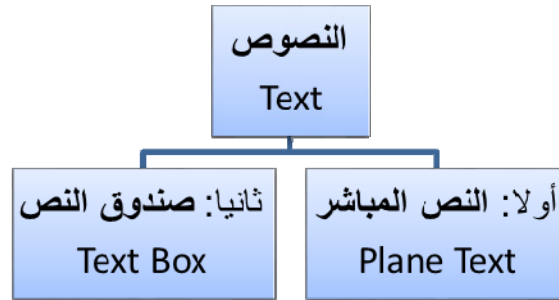 النصوص
Text
أولا: النص المباشر
Plane Text
ثانيا: صندوق النص
Text Box